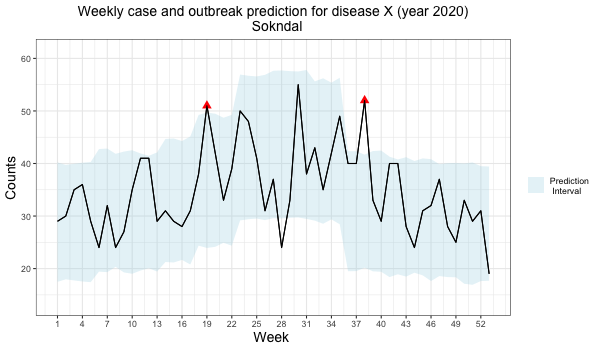 Weekly case and outbreak prediction for disease X (year 2020)
Sokndal
60
50
40
30
20
Counts
1 4 7 10 13 16 19 22 25 28 31 34 37 40 43 46 49 52
Week
Prediction
Interval